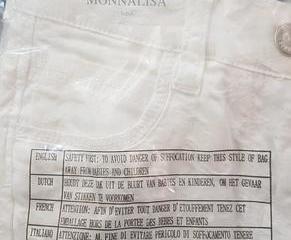 MONNALISA
ENGLISH SAFETY FIRST: TO AVOID DANGER OF SUFFOCATION KEEP THIS STYLE OF BAG
AWAY FROM BABIES AND CHILDREN
DUTCH HOUDT DEZE ZAK UIT DE BUURT VAN BABIES EN KINDEREN, OM HET GEVAAR
VAN STIKKEN TE VOORKOMEN
FRENCH ATTENTION: AFIN D'EVITER TOUT DANGER D'ETOUFFEMENT TENEZ CET
EMBALLAGE HORS DE LA PORTEE DES BEBES ET ENFANTS
ITALIANO ATTENZIONE: AL FINE DI EVITARE PERICOLO DI SOFFOCAMENTO TENERE